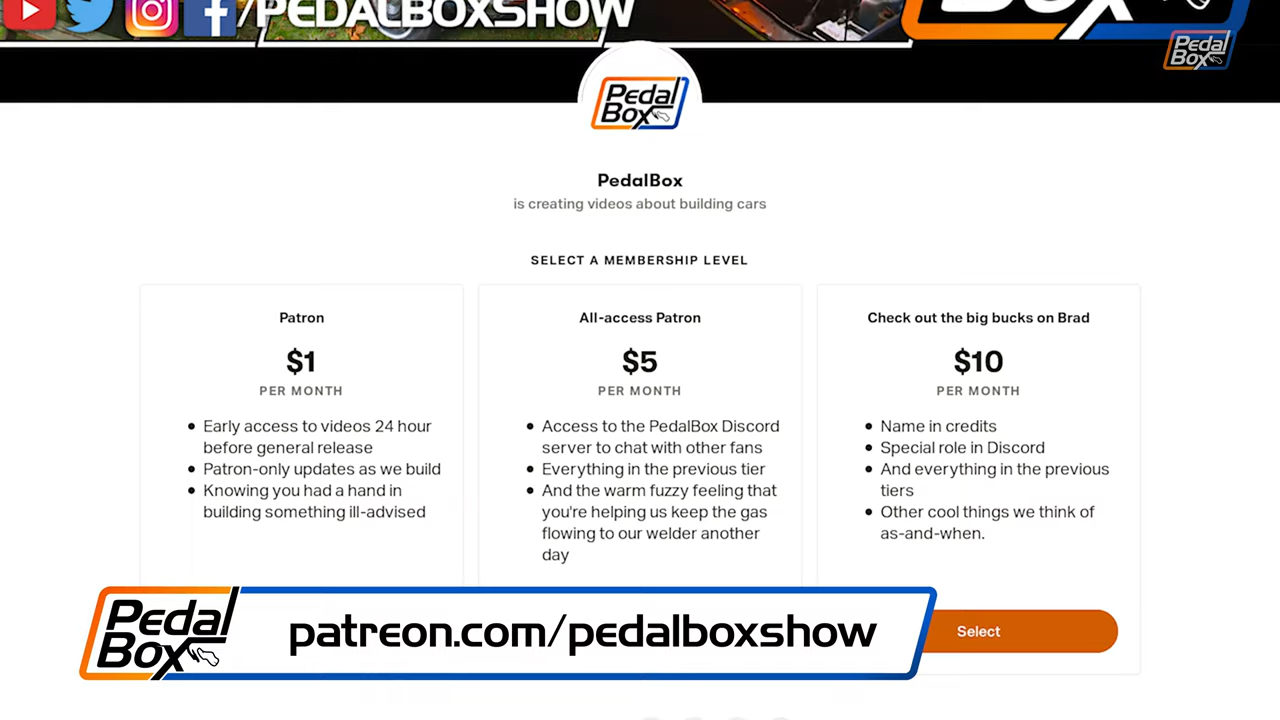 /PEDALBOXSHOW
Box
Pedal
Box
Pedal
Box
PedalBox
is creating videos about building cars
SELECT A MEMBERSHIP LEVEL
Patron
$1
PER MONTH
• Early access to videos 24 hour
before general release
• Patron-only updates as we build
• Knowing you had a hand in
building something ill-advised
All-access Patron
$5
PER MONTH
• Access to the PedalBox Discord
server to chat with other fans
• Everything in the previous tier
• And the warm fuzzy feeling that
you're helping us keep the gas
flowing to our welder another
day
Check out the big bucks on Brad
$10
PER MONTH
• Name in credits
• Special role in Discord
• And everything in the previous
tiers
• Other cool things we think of
as-and-when.
Select
Pedal
Box
patreon.com/pedalboxshow